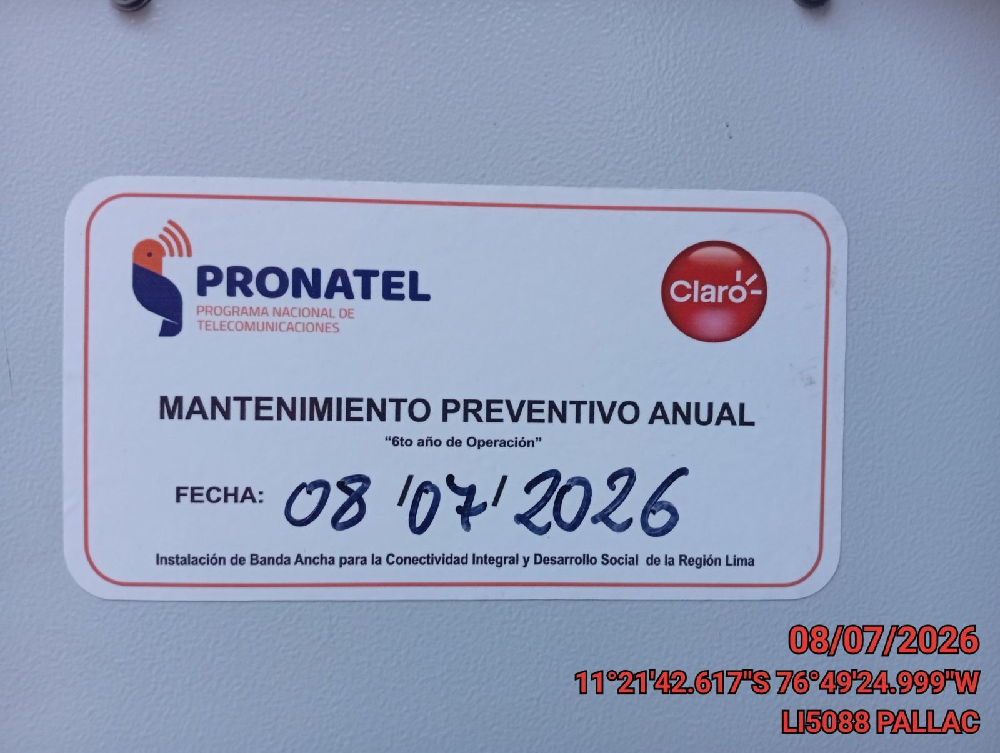 PRONATEL
PROGRAMA NACIONAL DE
TELECOMUNICACIONES
Claro
MANTENIMIENTO PREVENTIVO ANUAL
“6to año de Operación”
FECHA: 08/07/2026
Instalación de Banda Ancha para la Conectividad Integral y Desarrollo Social de la Región Lima
08/07/2026
11°21'42.617"S 76°49'24.999"W
LI5088 PALLAC